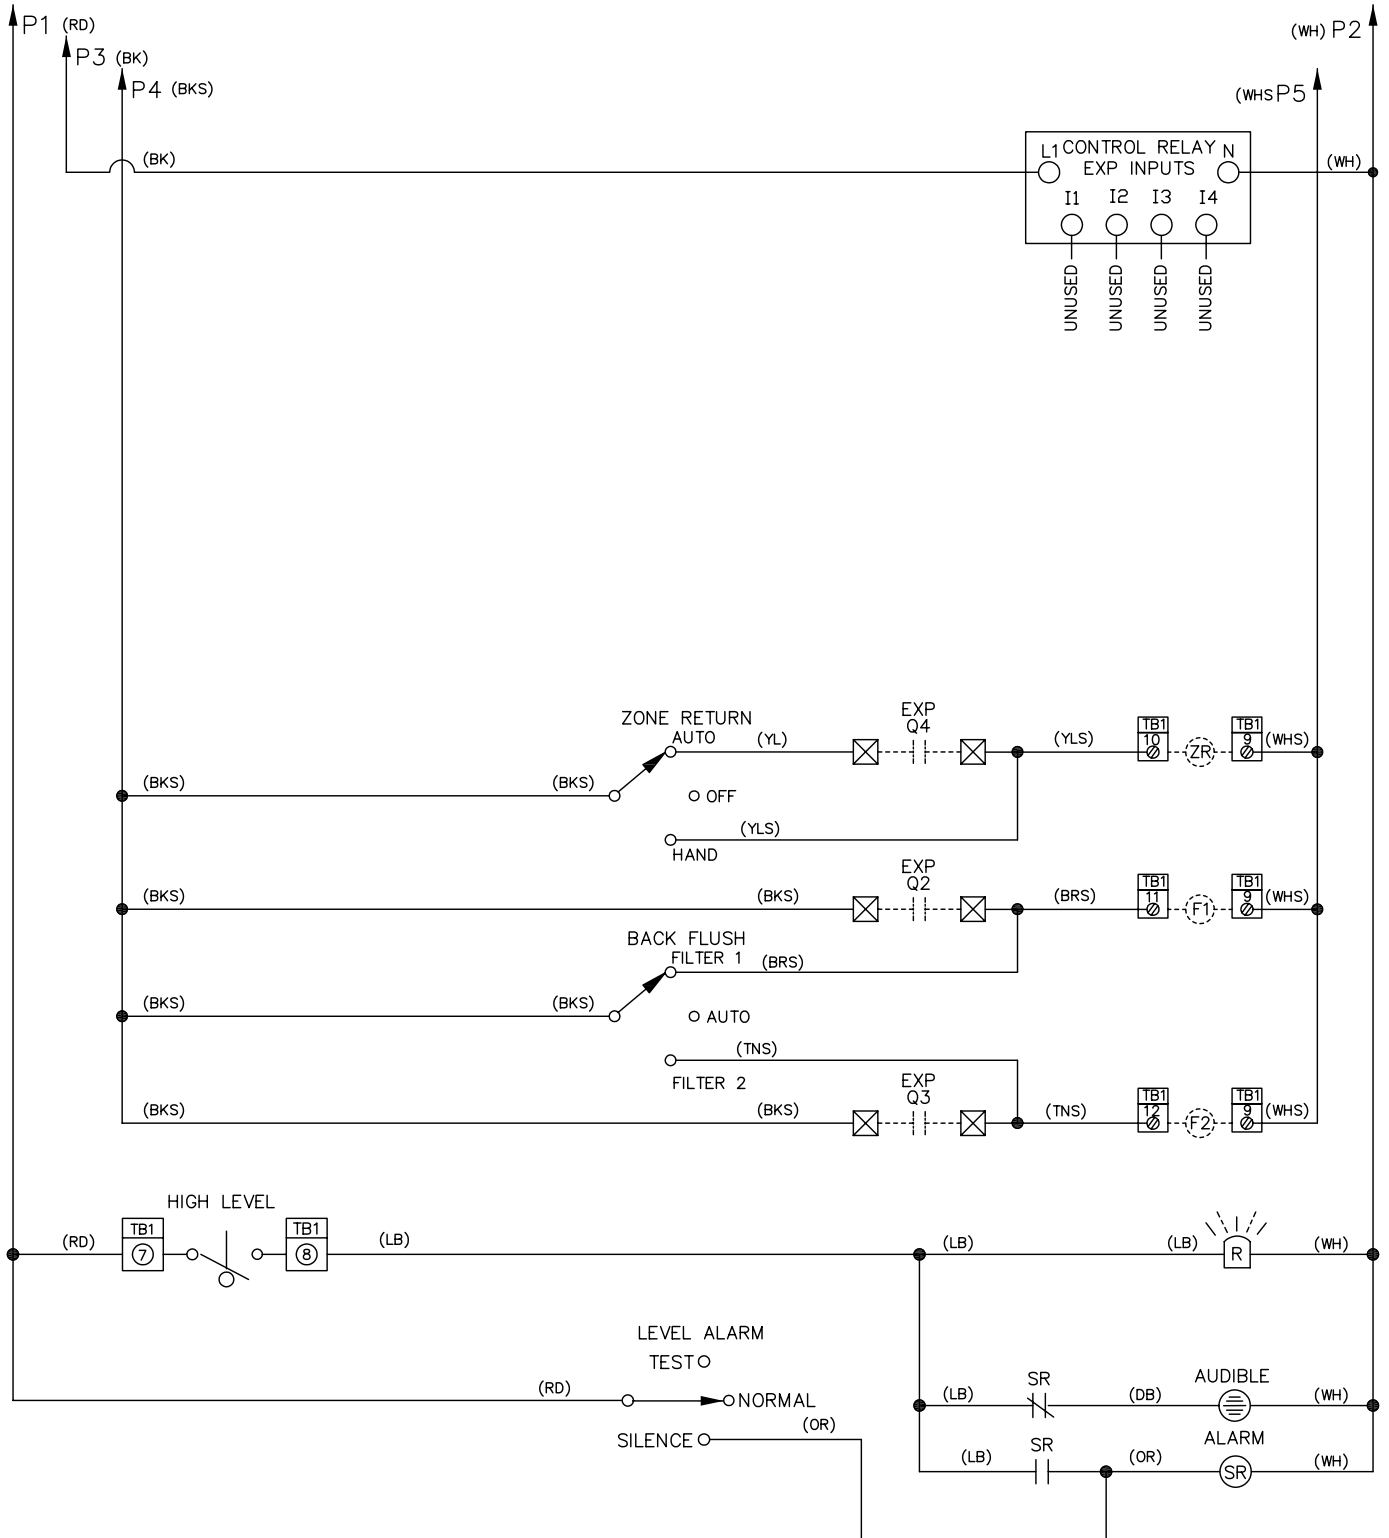 P1 (RD)
(WH) P2
P3 (BK)
P4 (BKS)
(WHS P5
(BK)
L1 CONTROL RELAY N
EXP INPUTS
(WH)
I1 I2 I3 I4
UNUSED UNUSED UNUSED UNUSED
ZONE RETURN
AUTO
(YL)
EXP
Q4
(YLS)
TB1
10
ZR
TB1
9
(WHS)
(BKS)
(BKS)
OFF
(YLS)
HAND
(BKS)
(BKS)
EXP
Q2
(BRS)
TB1
11
F1
TB1
9
(WHS)
BACK FLUSH
FILTER 1
(BRS)
(BKS)
(BKS)
AUTO
(TNS)
FILTER 2
(BKS)
(BKS)
EXP
Q3
(TNS)
TB1
12
F2
TB1
9
(WHS)
HIGH LEVEL
(RD)
TB1
7
TB1
8
(LB)
(LB)
(LB)
R
(WH)
LEVEL ALARM
TEST
(RD)
NORMAL
SILENCE
(OR)
(LB)
SR
(DB)
AUDIBLE
(WH)
ALARM
(LB)
SR
(OR)
SR
(WH)